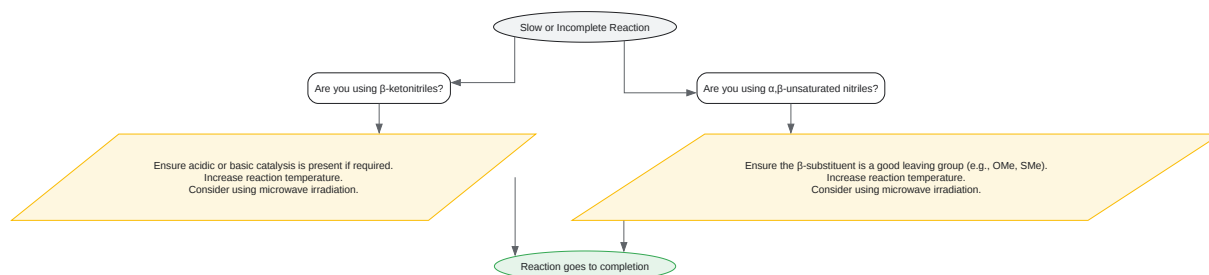 Slow or Incomplete Reaction
Are you using β-ketonitriles?
Are you using α,β-unsaturated nitriles?
Ensure acidic or basic catalysis is present if required.
Increase reaction temperature.
Consider using microwave irradiation.
Ensure the β-substituent is a good leaving group (e.g., OMe, SMe).
Increase reaction temperature.
Consider using microwave irradiation.
Reaction goes to completion